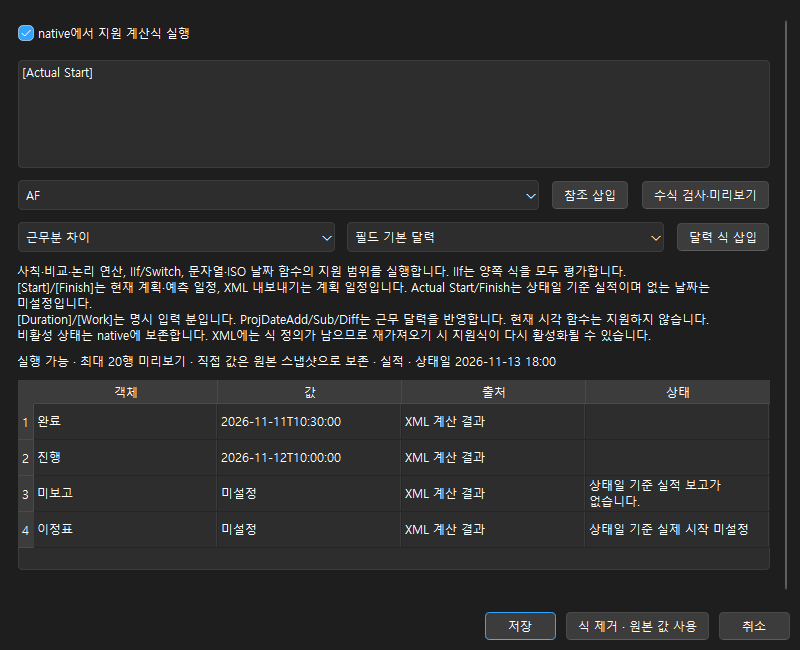 native에서 지원 계산식 실행
[Actual Start]
AF
참조 삽입
수식 검사·미리보기
근무분 차이
필드 기본 달력
달력 식 삽입
사칙·비교·논리 연산, IIf/Switch, 문자열·ISO 날짜 함수의 지원 범위를 실행합니다. IIf는 양쪽 식을 모두 평가합니다.
[Start]/[Finish]는 현재 계획·예측 일정, XML 내보내기는 계획 일정입니다. Actual Start/Finish은 상태일 기준 실적이며 없는 날짜는
미설정입니다.
[Duration]/[Work]는 명시 입력 분입니다. ProjDateAdd/Sub/Diff는 근무 달력을 반영합니다. 현재 시각 함수는 지원하지 않습니다.
비활성 상태는 native에 보존합니다. XML에는 식 정의가 남으므로 재가져오기 시 지원식이 다시 활성화될 수 있습니다.
실행 가능 · 최대 20행 미리보기 · 직접 값은 원본 스냅샷으로 보존 · 실적 · 상태일 2026-11-13 18:00
객체 값 출처 상태
1 완료 2026-11-11T10:30:00 XML 계산 결과
2 진행 2026-11-12T10:00:00 XML 계산 결과
3 미보고 미설정 XML 계산 결과 상태일 기준 실적 보고가
없습니다.
4 이정표 미설정 XML 계산 결과 상태일 기준 실제 시작 미설정
저장
식 제거 · 원본 값 사용
취소